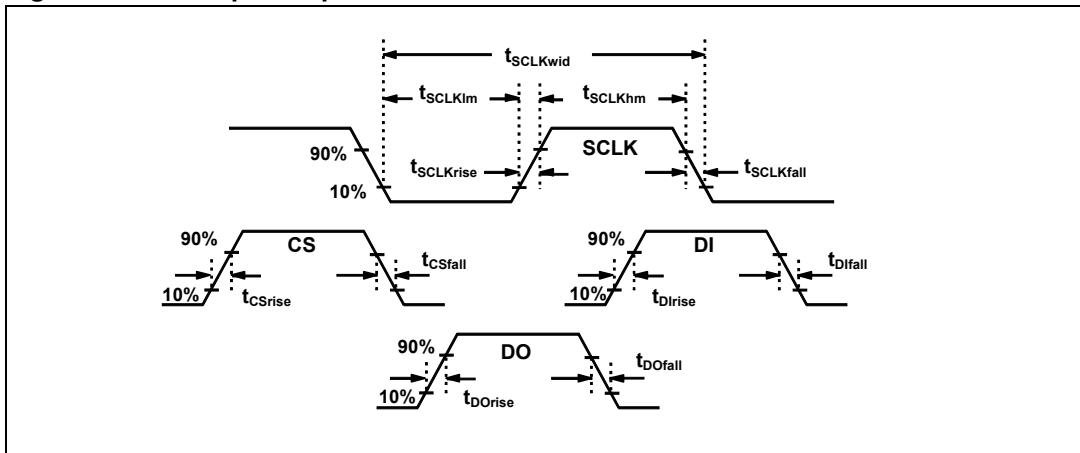 tSCLKwid
tSCLKlm
tSCLKhm
90%
SCLK
tSCLKrise
tSCLKfall
10%
90%
CS
tCSfall
10%
tCSrise
90%
DI
tDIfall
10%
tDIrise
90%
DO
tDOfall
10%
tDOrise